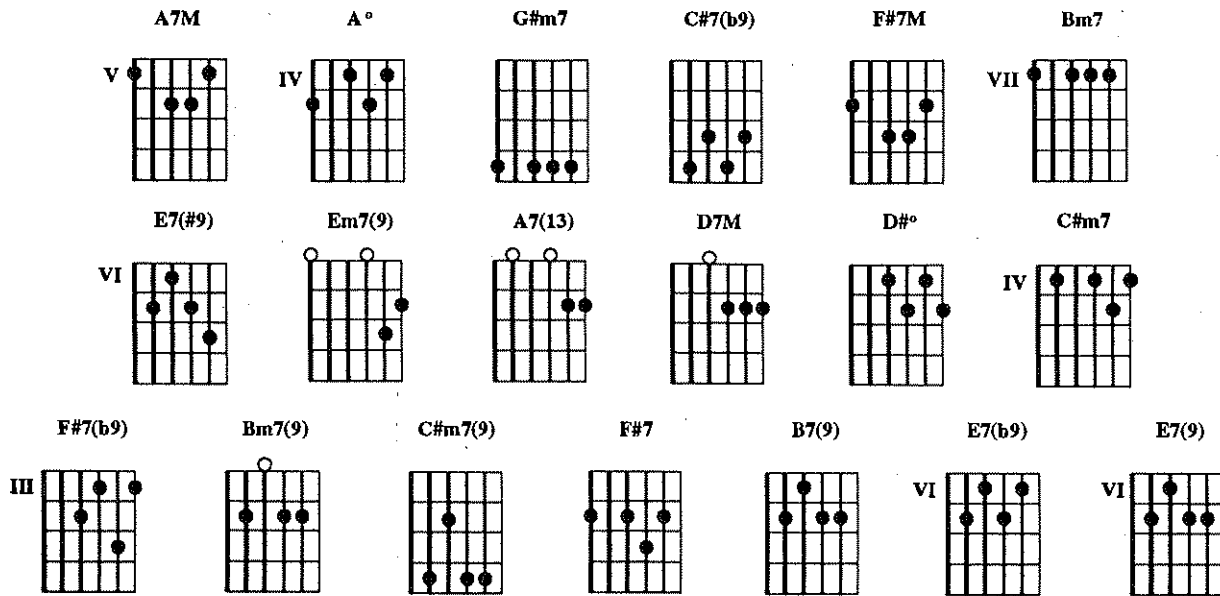 A7M A° G#m7 C#7(b9) F#7M Bm7
V IV VII
E7(#9) Em7(9) A7(13) D7M D#° C#m7
VI IV
F#7(b9) Bm7(9) C#m7(9) F#7 B7(9) E7(b9) E7(9)
III VI VI